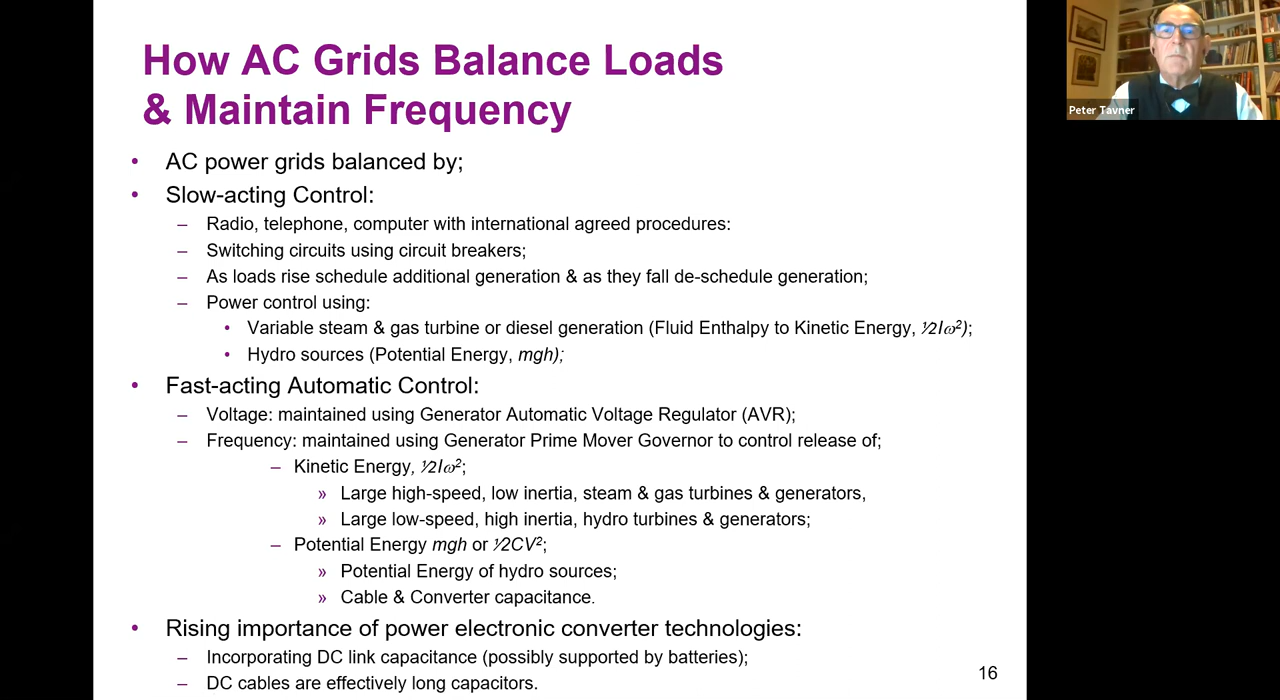 How AC Grids Balance Loads
& Maintain Frequency
• AC power grids balanced by;
• Slow-acting Control:
– Radio, telephone, computer with international agreed procedures:
– Switching circuits using circuit breakers;
– As loads rise schedule additional generation & as they fall de-schedule generation;
– Power control using:
• Variable steam & gas turbine or diesel generation (Fluid Enthalpy to Kinetic Energy, ½Iω²);
• Hydro sources (Potential Energy, mgh);
• Fast-acting Automatic Control:
– Voltage: maintained using Generator Automatic Voltage Regulator (AVR);
– Frequency: maintained using Generator Prime Mover Governor to control release of;
– Kinetic Energy, ½Iω²;
» Large high-speed, low inertia, steam & gas turbines & generators,
» Large low-speed, high inertia, hydro turbines & generators;
– Potential Energy mgh or ½CV²;
» Potential Energy of hydro sources;
» Cable & Converter capacitance.
• Rising importance of power electronic converter technologies:
– Incorporating DC link capacitance (possibly supported by batteries);
– DC cables are effectively long capacitors.
16
Peter Tavner